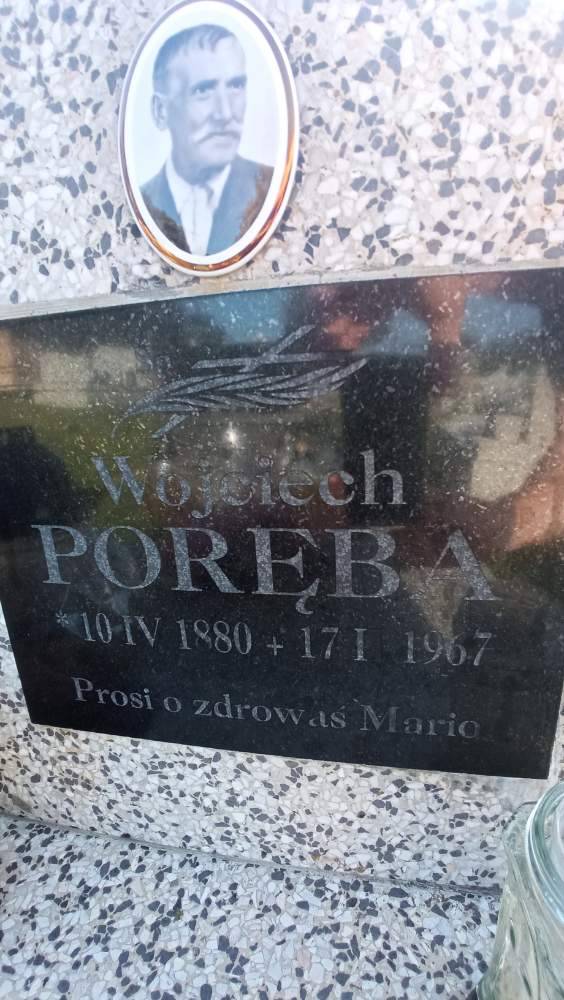 Wojciech
PORĘBA
* 10 IV 1880 + 17 I 1967
Prosi o zdrowaś Mario